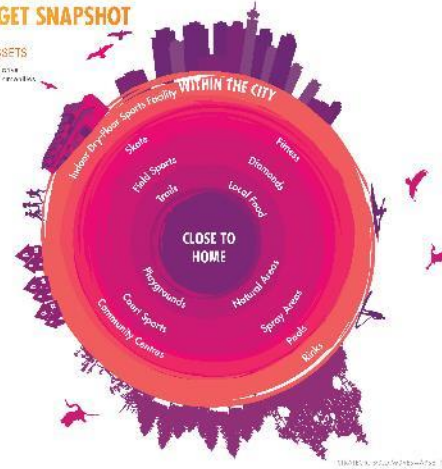 GET SNAPSHOT
SSETS
WITHIN THE CITY
Indoor Dry-Floor Sports Facility
Skate
Fitness
Field Sports
Diamonds
Trails
Local Food
CLOSE TO
HOME
Playgrounds
Natural Areas
Court Sports
Spray Areas
Community Centres
Pools
Rinks